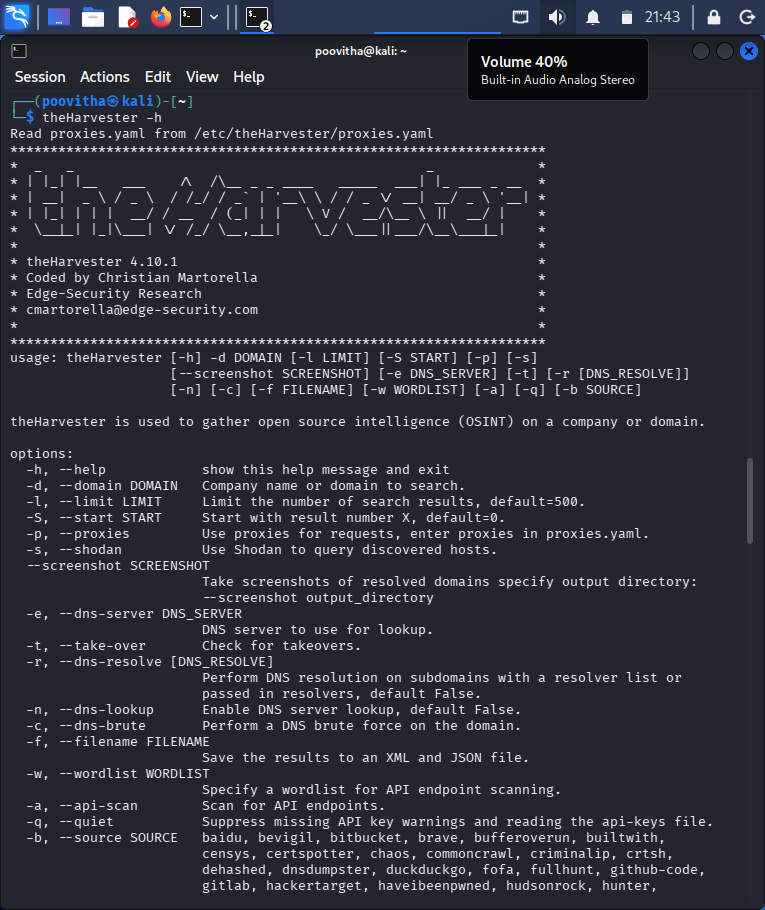 2
21:43
poovitha@kali: ~
Volume 40%
Built-in Audio Analog Stereo
Session Actions Edit View Help
┌──(poovitha㉿kali)-[~]
└─$ theHarvester -h
Read proxies.yaml from /etc/theHarvester/proxies.yaml
*******************************************************************
*  _   _                                            _             *
* | |_| |__   ___    /\  /\__ _ _ ____   _____  ___| |_ ___ _ __  *
* | __|  _ \ / _ \  / /_/ / _` | '__\ \ / / _ \/ __| __/ _ \ '__| *
* | |_| | | |  __/ / __  / (_| | |   \ V /  __/\__ \ ||  __/ |    *
*  \__|_| |_|\___| \/ /_/ \__,_|_|    \_/ \___||___/\__\___|_|    *
*                                                                 *
* theHarvester 4.10.1                                             *
* Coded by Christian Martorella                                   *
* Edge-Security Research                                          *
* cmartorella@edge-security.com                                   *
*                                                                 *
*******************************************************************
usage: theHarvester [-h] -d DOMAIN [-l LIMIT] [-S START] [-p] [-s]
                    [--screenshot SCREENSHOT] [-e DNS_SERVER] [-t] [-r [DNS_RESOLVE]]
                    [-n] [-c] [-f FILENAME] [-w WORDLIST] [-a] [-q] [-b SOURCE]

theHarvester is used to gather open source intelligence (OSINT) on a company or domain.

options:
  -h, --help            show this help message and exit
  -d, --domain DOMAIN   Company name or domain to search.
  -l, --limit LIMIT     Limit the number of search results, default=500.
  -S, --start START     Start with result number X, default=0.
  -p, --proxies         Use proxies for requests, enter proxies in proxies.yaml.
  -s, --shodan          Use Shodan to query discovered hosts.
  --screenshot SCREENSHOT
                        Take screenshots of resolved domains specify output directory:
                        --screenshot output_directory
  -e, --dns-server DNS_SERVER
                        DNS server to use for lookup.
  -t, --take-over       Check for takeovers.
  -r, --dns-resolve [DNS_RESOLVE]
                        Perform DNS resolution on subdomains with a resolver list or
                        passed in resolvers, default False.
  -n, --dns-lookup      Enable DNS server lookup, default False.
  -c, --dns-brute       Perform a DNS brute force on the domain.
  -f, --filename FILENAME
                        Save the results to an XML and JSON file.
  -w, --wordlist WORDLIST
                        Specify a wordlist for API endpoint scanning.
  -a, --api-scan        Scan for API endpoints.
  -q, --quiet           Suppress missing API key warnings and reading the api-keys file.
  -b, --source SOURCE   baidu, bevigil, bitbucket, brave, bufferoverun, builtwith,
                        censys, certspotter, chaos, commoncrawl, criminalip, crtsh,
                        dehashed, dnsdumpster, duckduckgo, fofa, fullhunt, github-code,
                        gitlab, hackertarget, haveibeenpwned, hudsonrock, hunter,